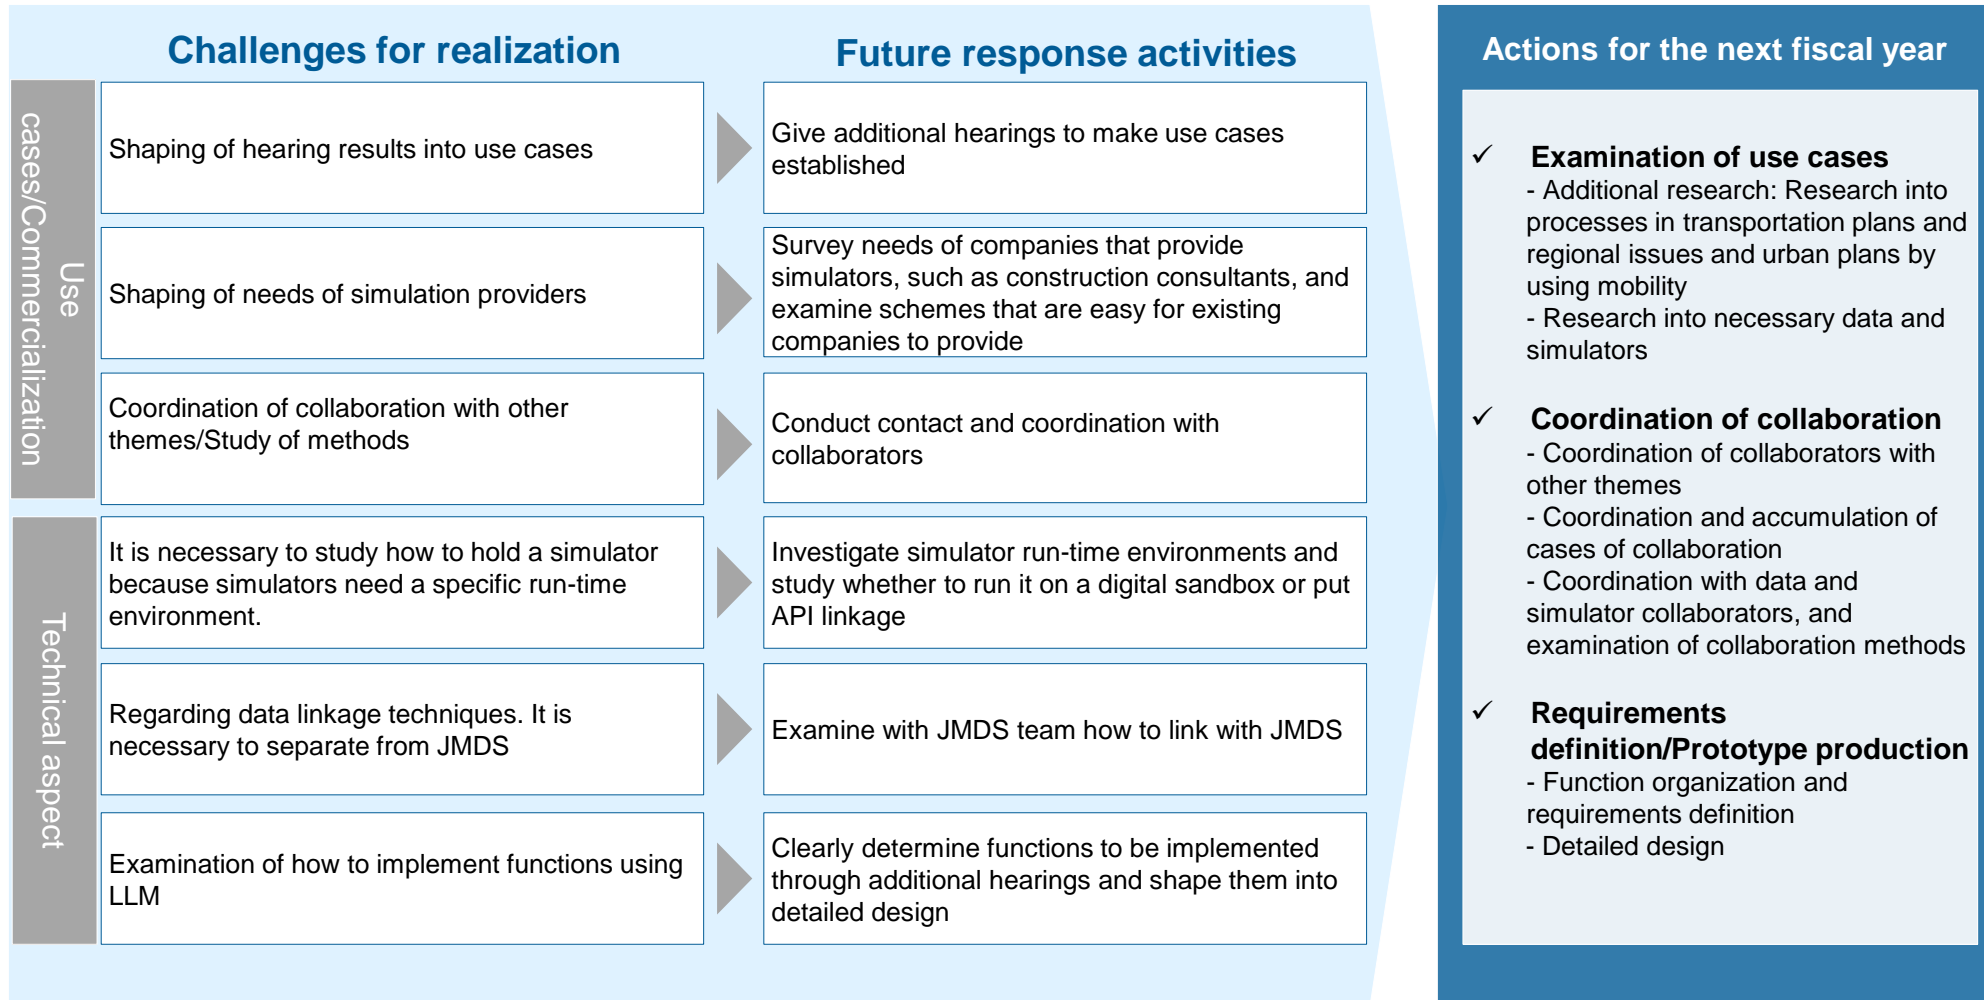 Challenges for realization
Future response activities
Use
cases/Commercialization
Shaping of hearing results into use cases
Give additional hearings to make use cases
established
Shaping of needs of simulation providers
Survey needs of companies that provide
simulators, such as construction consultants, and
examine schemes that are easy for existing
companies to provide
Coordination of collaboration with other
themes/Study of methods
Conduct contact and coordination with
collaborators
Technical aspect
It is necessary to study how to hold a simulator
because simulators need a specific run-time
environment.
Investigate simulator run-time environments and
study whether to run it on a digital sandbox or put
API linkage
Regarding data linkage techniques. It is
necessary to separate from JMDS
Examine with JMDS team how to link with JMDS
Examination of how to implement functions using
LLM
Clearly determine functions to be implemented
through additional hearings and shape them into
detailed design
Actions for the next fiscal year
✓ Examination of use cases
- Additional research: Research into
processes in transportation plans and
regional issues and urban plans by
using mobility
- Research into necessary data and
simulators
✓ Coordination of collaboration
- Coordination of collaborators with
other themes
- Coordination and accumulation of
cases of collaboration
- Coordination with data and
simulator collaborators, and
examination of collaboration methods
✓ Requirements
definition/Prototype production
- Function organization and
requirements definition
- Detailed design